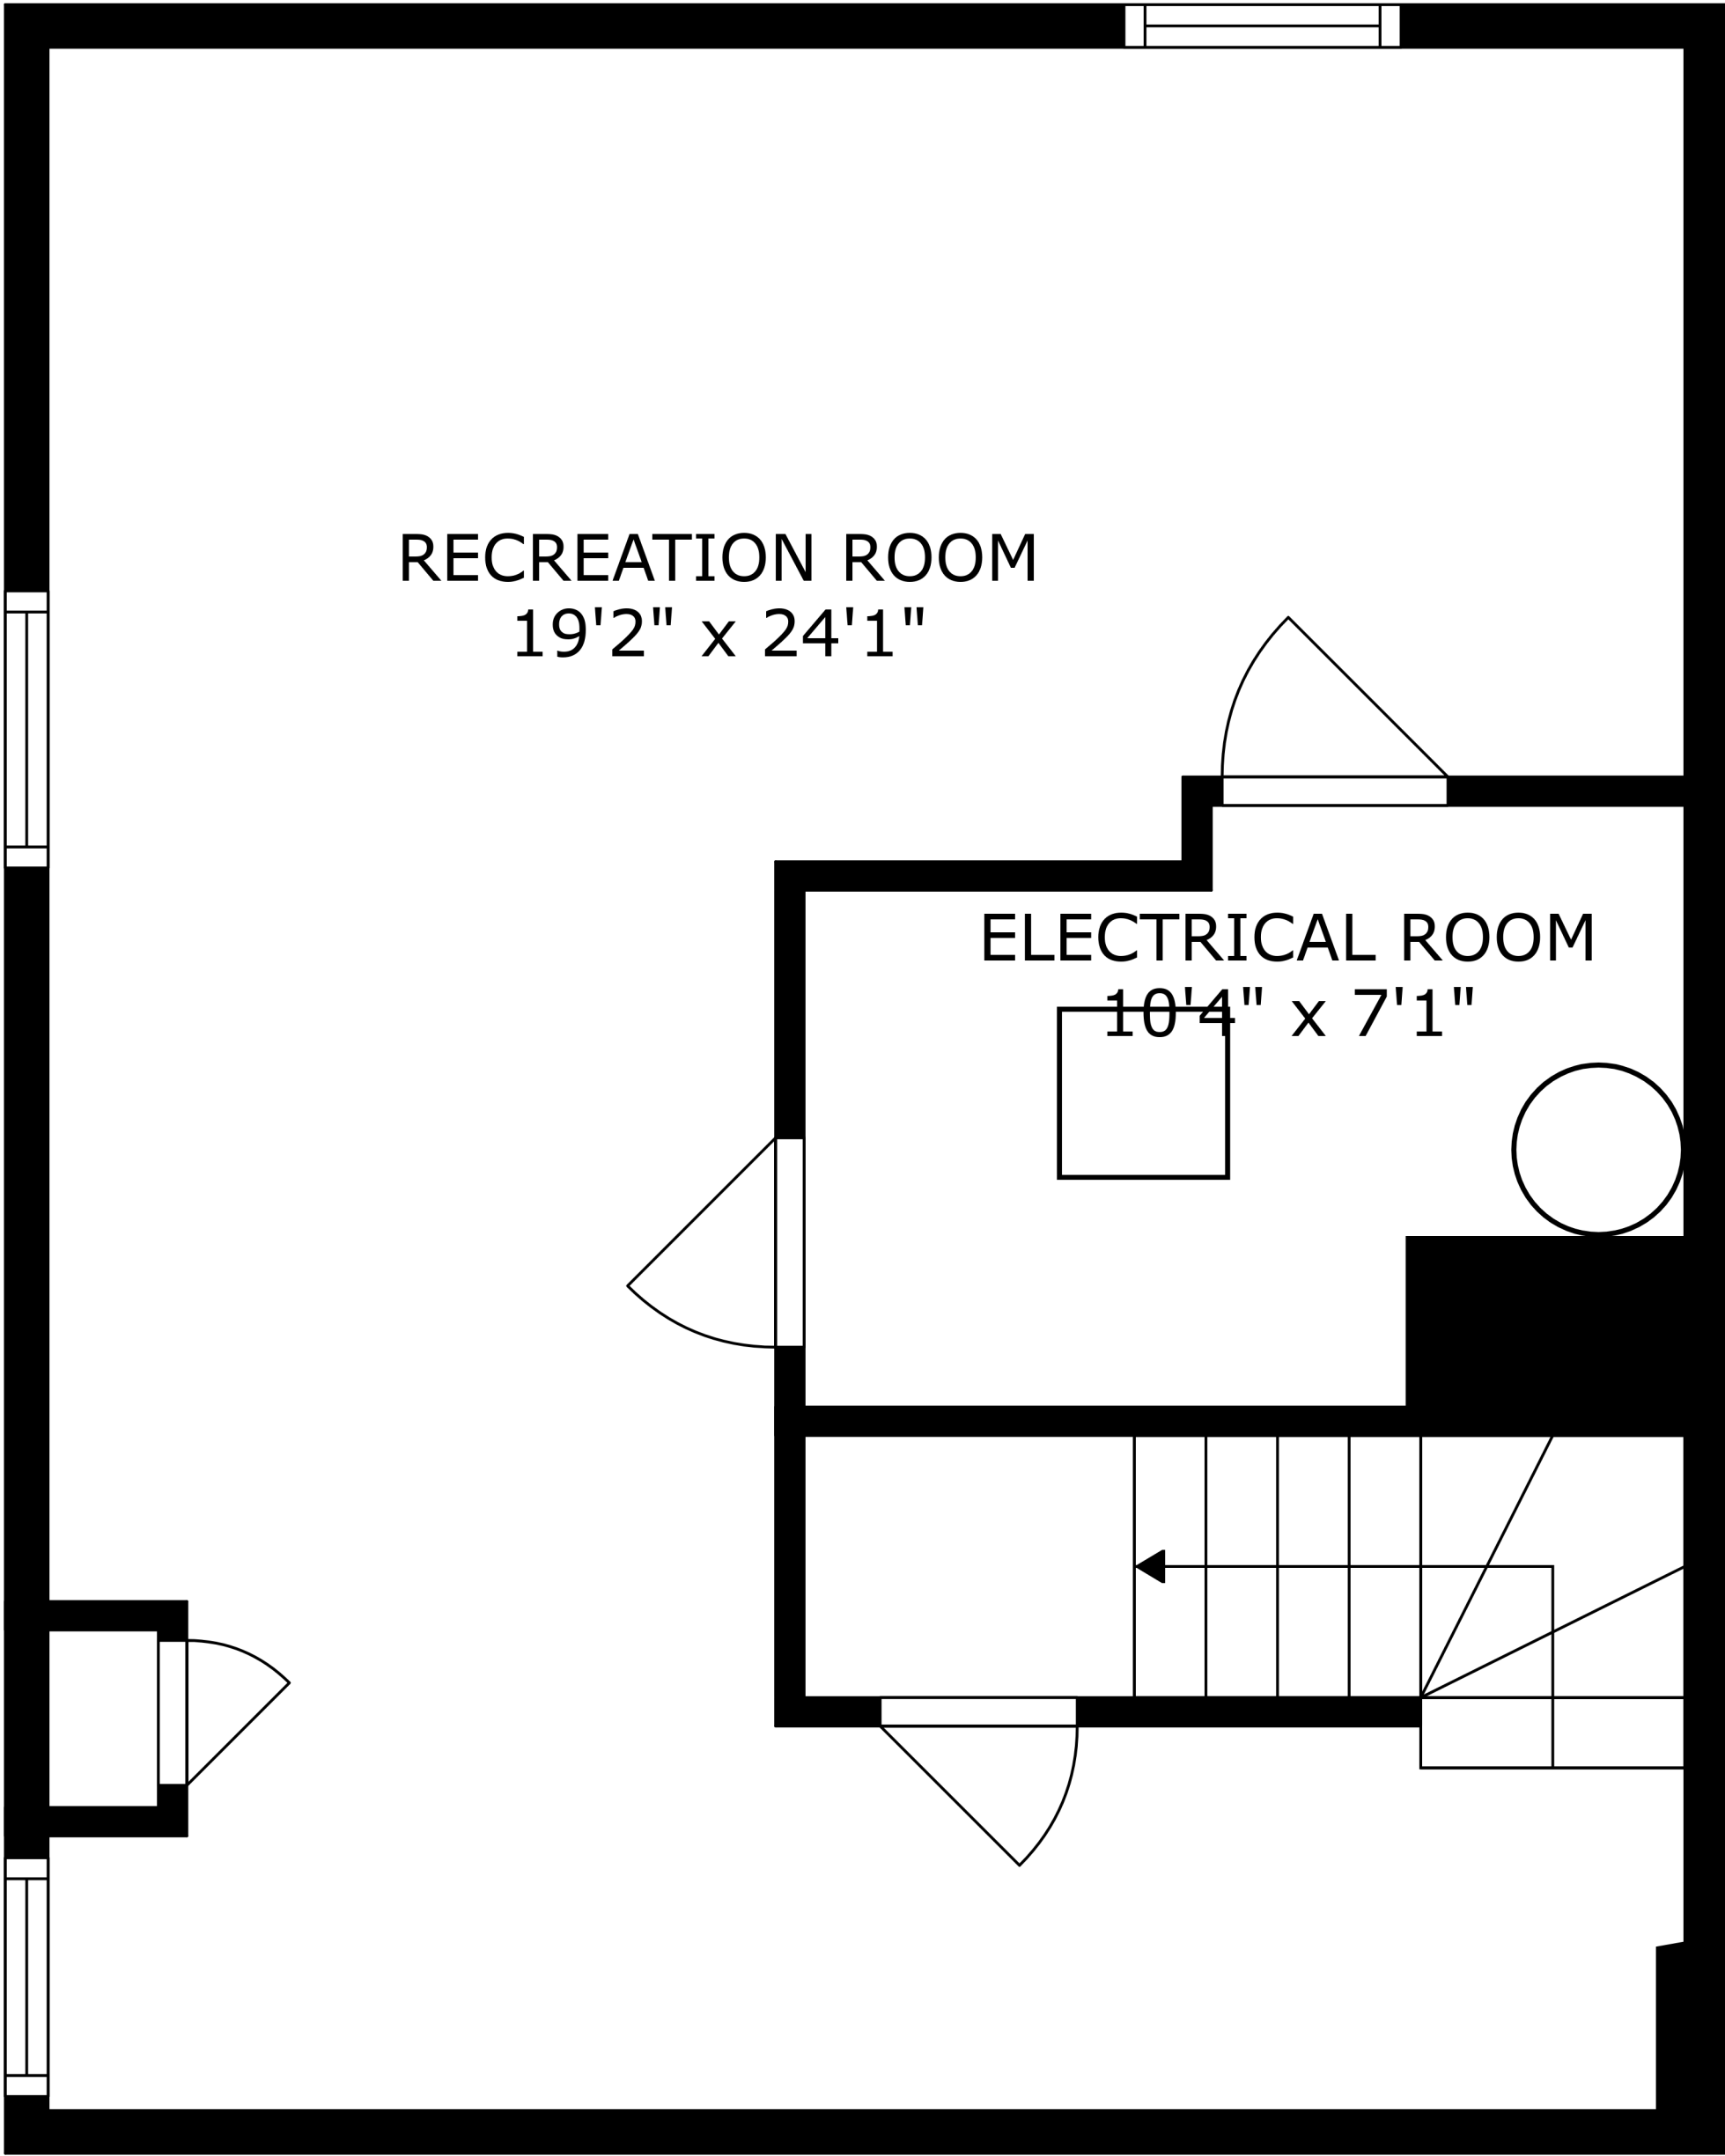 RECREATION ROOM
19'2" x 24'1"
ELECTRICAL ROOM
10'4" x 7'1"